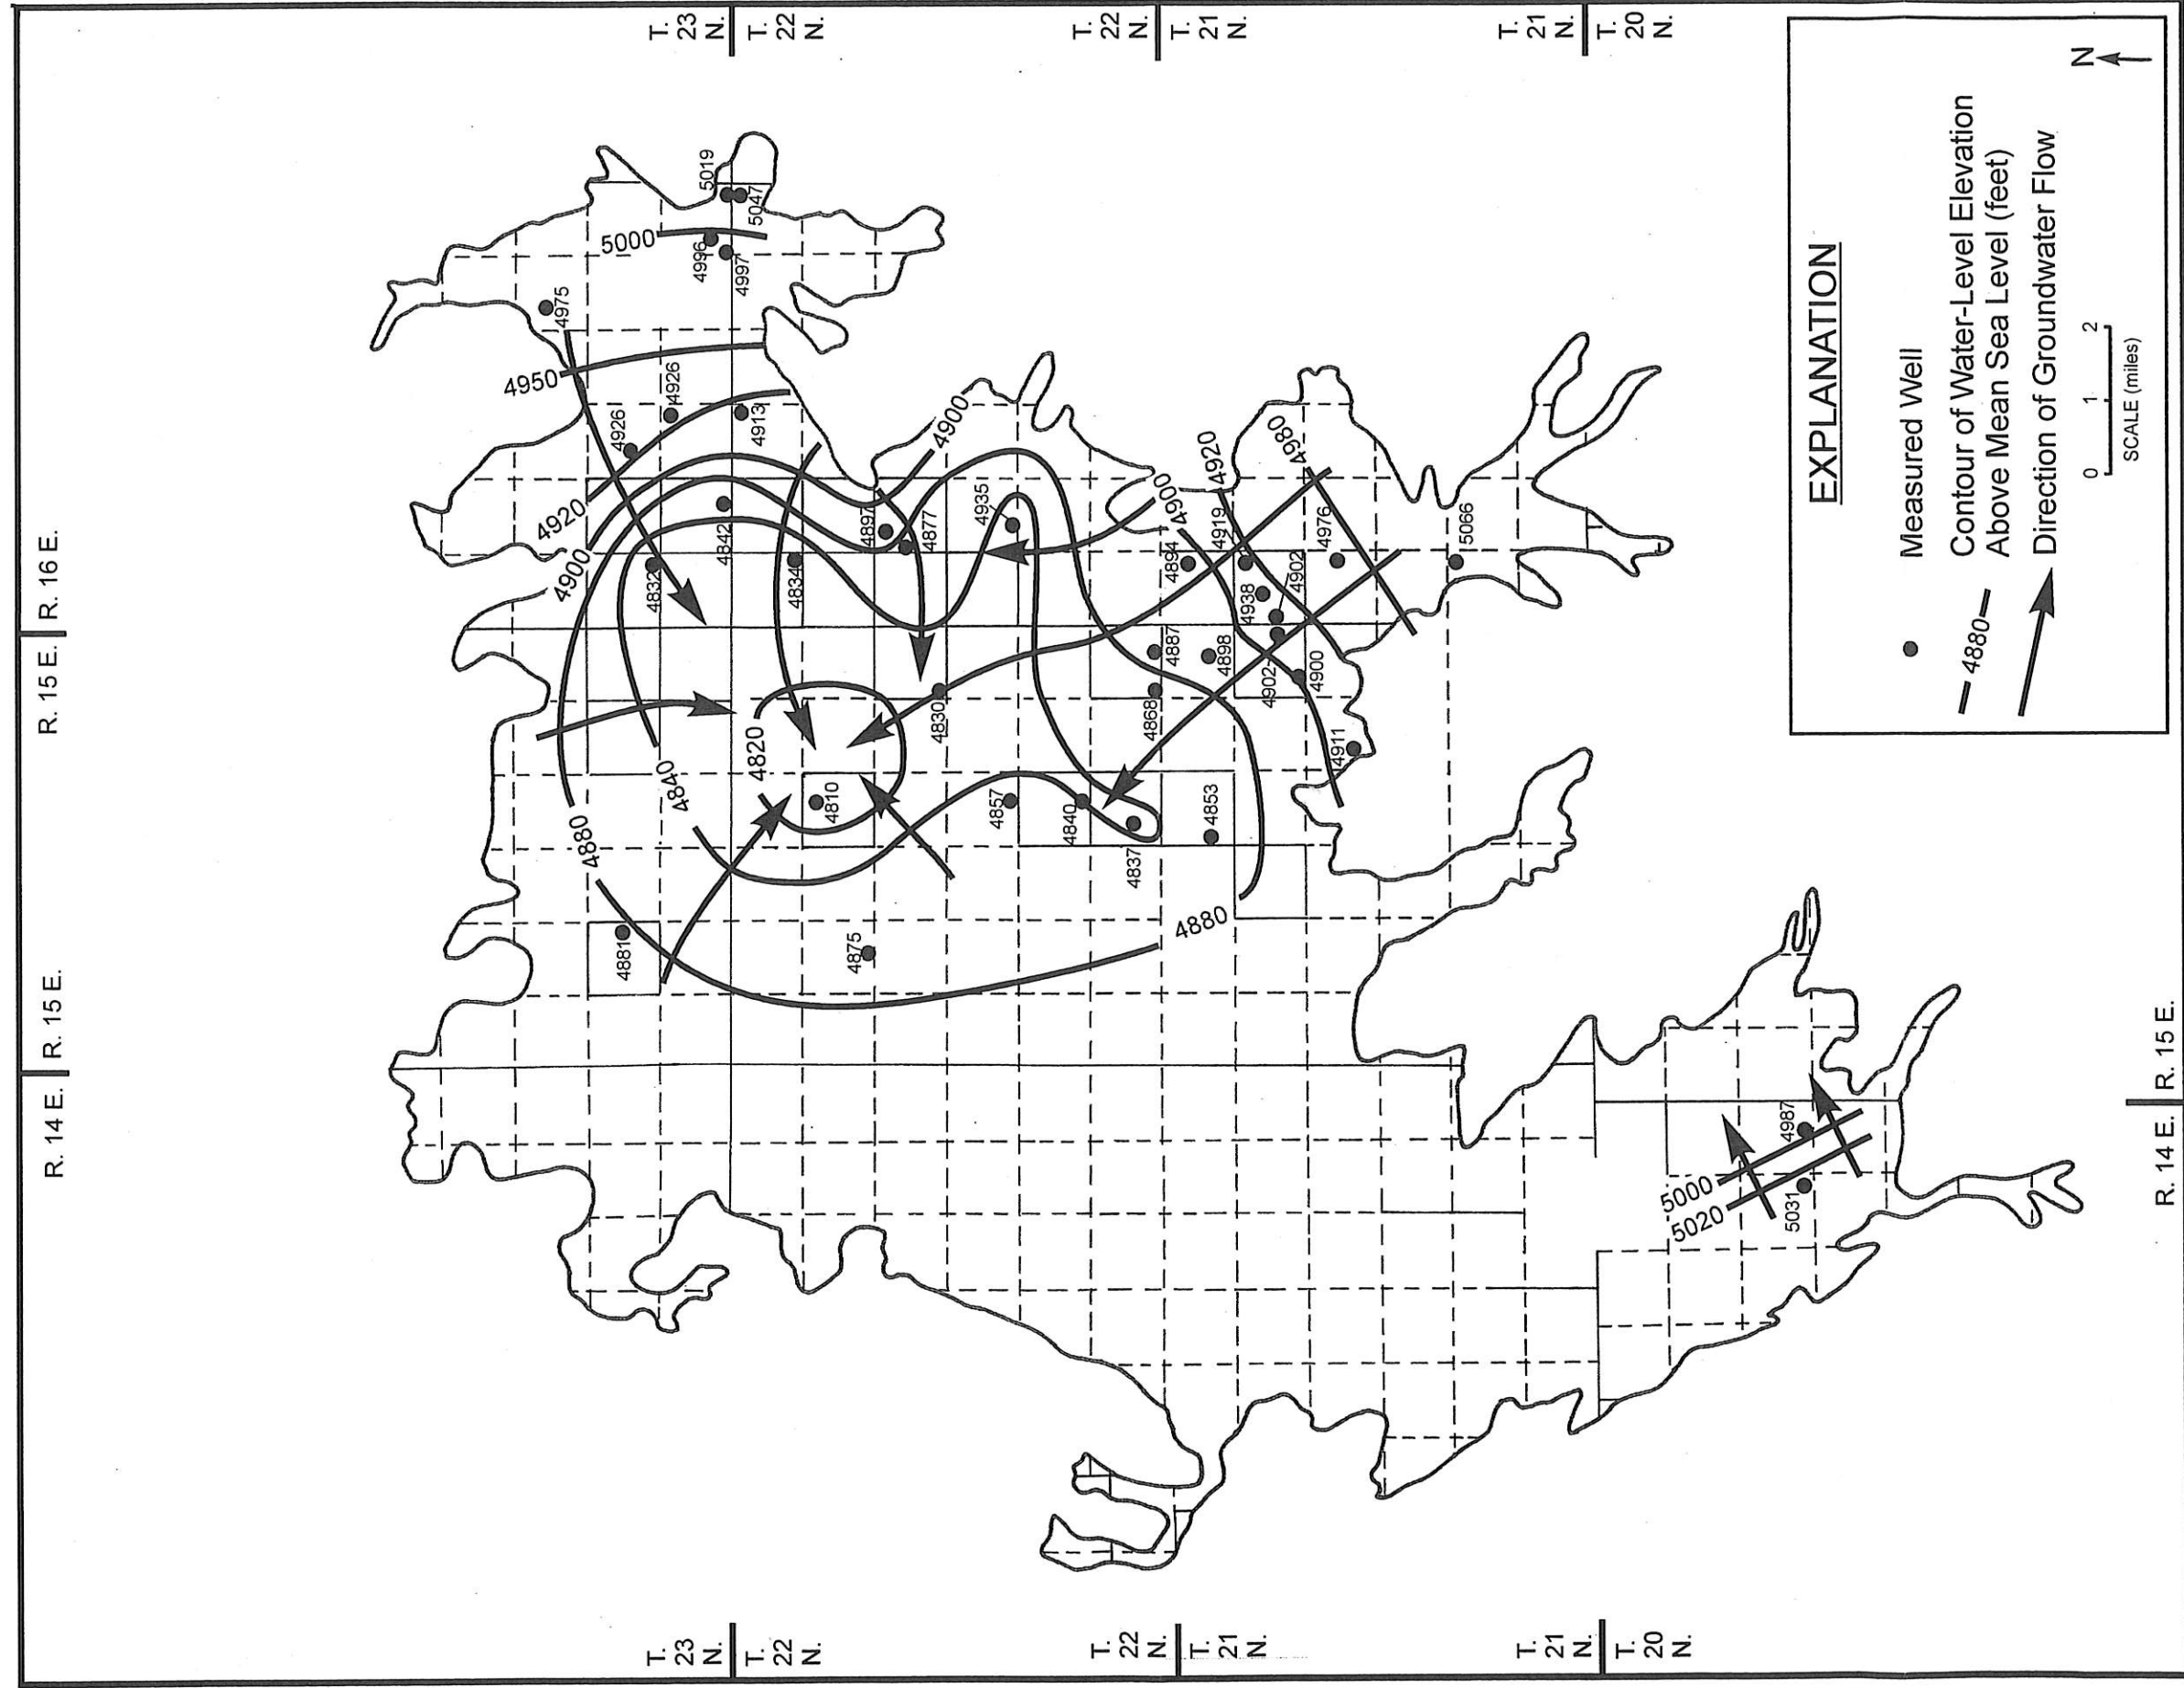 R. 14 E.
R. 15 E.
R. 15 E.
R. 16 E.
T.
23
N.
T.
22
N.
T.
22
N.
T.
21
N.
T.
21
N.
T.
20
N.
T.
23
N.
T.
22
N.
T.
22
N.
T.
21
N.
T.
21
N.
T.
20
N.
R. 14 E.
R. 15 E.
5019
5047
5000
4996
4997
4975
4950
4926
4926
4913
4920
4900
4900
4842
4832
4834
4897
4877
4935
4900
4920
4980
4894
4919
4976
5066
4938
4902
4887
4898
4902
4900
4868
4911
4830
4820
4840
4810
4857
4840
4837
4853
4880
4881
4875
4880
5000
5020
4987
5031
EXPLANATION
Measured Well
4880
Contour of Water-Level Elevation
Above Mean Sea Level (feet)
Direction of Groundwater Flow
0 1 2
SCALE (miles)
N